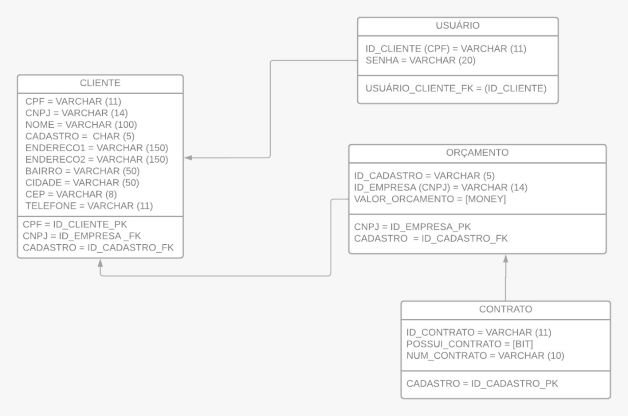 USUÁRIO
ID_CLIENTE (CPF) = VARCHAR (11)
SENHA = VARCHAR (20)
USUÁRIO_CLIENTE_FK = (ID_CLIENTE)
CLIENTE
CPF = VARCHAR (11)
CNPJ = VARCHAR (14)
NOME = VARCHAR (100)
CADASTRO = CHAR (5)
ENDERECO1 = VARCHAR (150)
ENDERECO2 = VARCHAR (150)
BAIRRO = VARCHAR (50)
CIDADE = VARCHAR (50)
CEP = VARCHAR (8)
TELEFONE = VARCHAR (11)
CPF = ID_CLIENTE_PK
CNPJ = ID_EMPRESA _FK
CADASTRO = ID_CADASTRO_FK
ORÇAMENTO
ID_CADASTRO = VARCHAR (5)
ID_EMPRESA (CNPJ) = VARCHAR (14)
VALOR_ORCAMENTO = [MONEY]
CNPJ = ID_EMPRESA_PK
CADASTRO = ID_CADASTRO_FK
CONTRATO
ID_CONTRATO = VARCHAR (11)
POSSUI_CONTRATO = [BIT]
NUM_CONTRATO = VARCHAR (10)
CADASTRO = ID_CADASTRO_PK